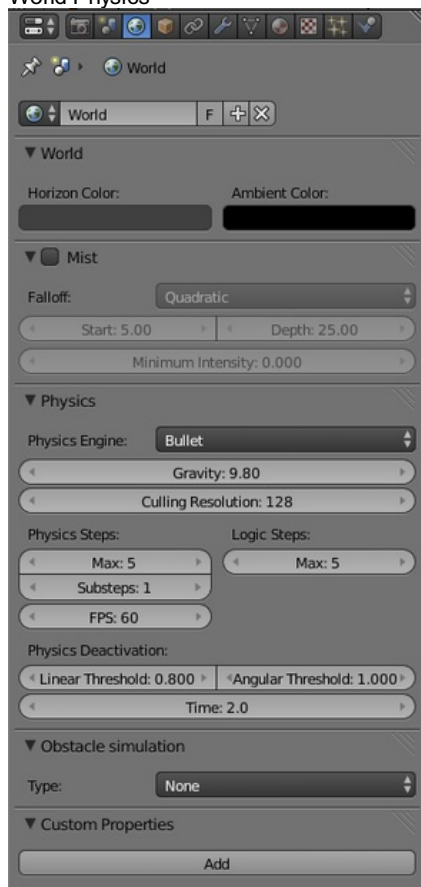 World Physics
World
World F
World
Horizon Color: Ambient Color:
Mist
Falloff: Quadratic
Start: 5.00 Depth: 25.00
Minimum Intensity: 0.000
Physics
Physics Engine: Bullet
Gravity: 9.80
Culling Resolution: 128
Physics Steps: Logic Steps:
Max: 5 Max: 5
Substeps: 1
FPS: 60
Physics Deactivation:
Linear Threshold: 0.800 Angular Threshold: 1.000
Time: 2.0
Obstacle simulation
Type: None
Custom Properties
Add